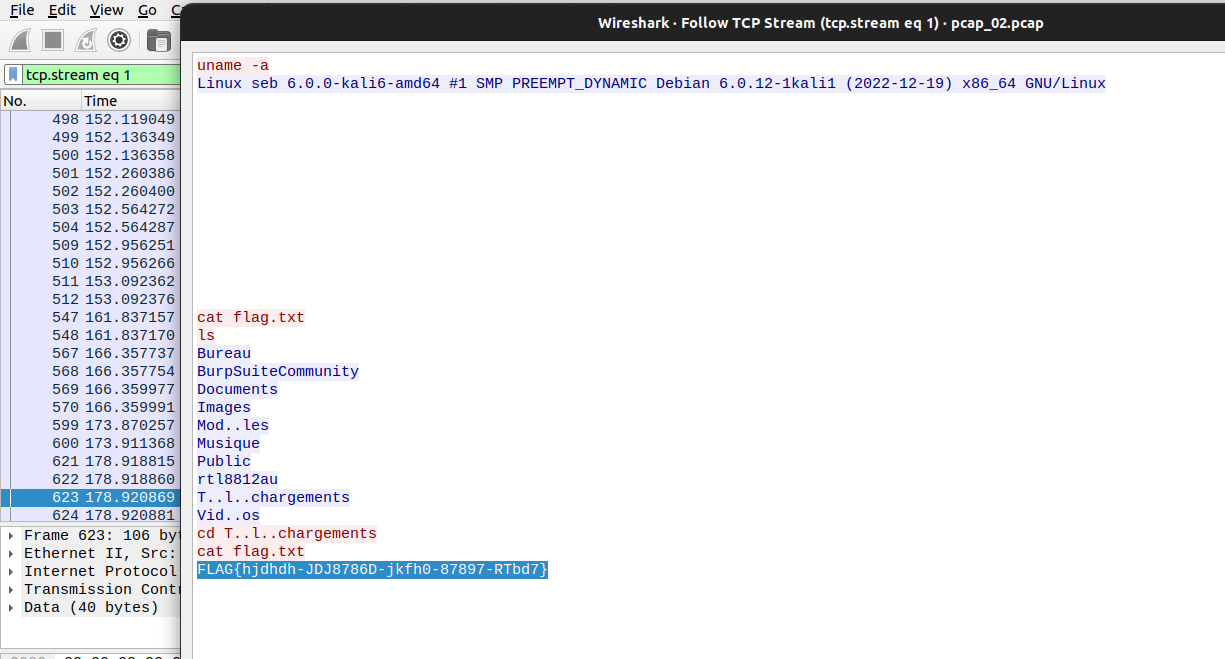 File Edit View Go C
Wireshark · Follow TCP Stream (tcp.stream eq 1) · pcap_02.pcap
tcp.stream eq 1
No. Time
498 152.119049
499 152.136349
500 152.136358
501 152.260386
502 152.260400
503 152.564272
504 152.564287
509 152.956251
510 152.956266
511 153.092362
512 153.092376
547 161.837157
548 161.837170
567 166.357737
568 166.357754
569 166.359977
570 166.359991
599 173.870257
600 173.911368
621 178.918815
622 178.918860
623 178.920869
624 178.920881
Frame 623: 106 byt
Ethernet II, Src:
Internet Protocol
Transmission Contr
Data (40 bytes)
uname -a
Linux seb 6.0.0-kali6-amd64 #1 SMP PREEMPT_DYNAMIC Debian 6.0.12-1kali1 (2022-12-19) x86_64 GNU/Linux
cat flag.txt
ls
Bureau
BurpSuiteCommunity
Documents
Images
Mod..les
Musique
Public
rtl8812au
T..l..chargements
Vid..os
cd T..l..chargements
cat flag.txt
FLAG{hjdhdh-JDJ8786D-jkfh0-87897-RTbd7}